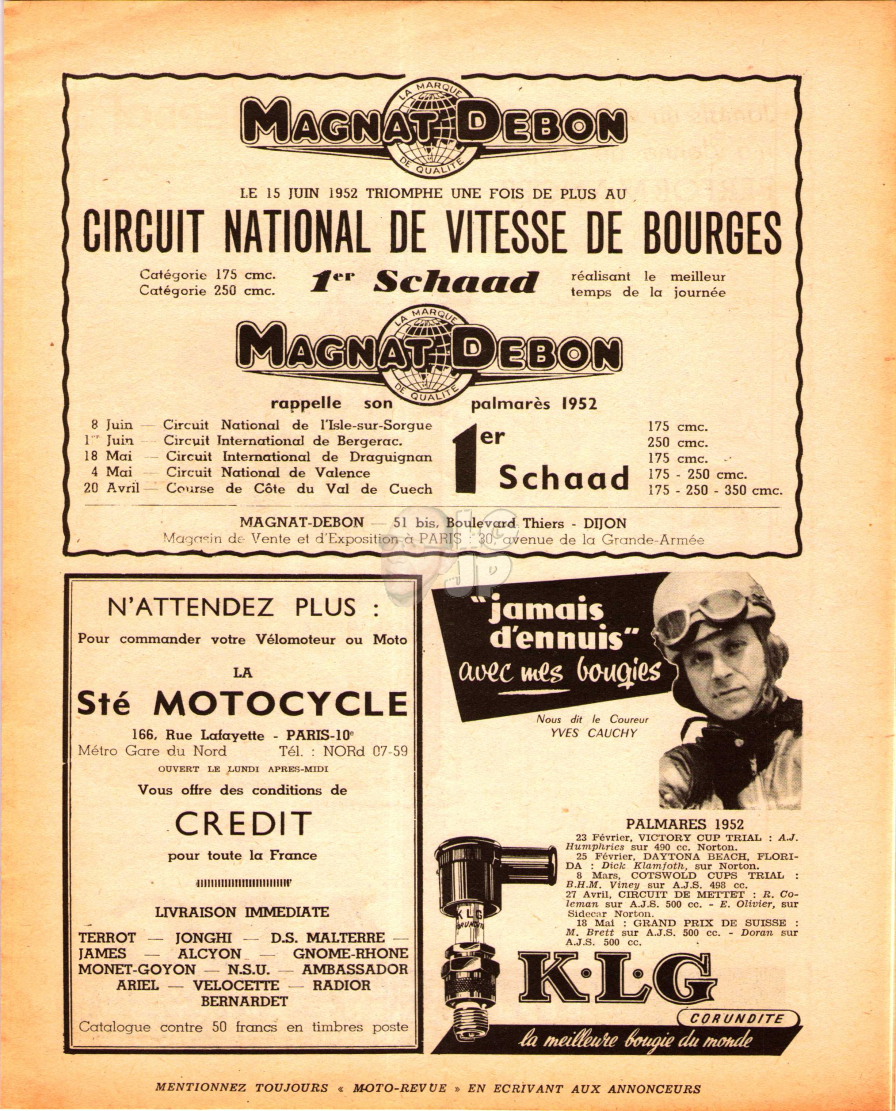 LA MARQUE
MAGNAT DEBON
DE QUALITE
LE 15 JUIN 1952 TRIOMPHE UNE FOIS DE PLUS AU
CIRCUIT NATIONAL DE VITESSE DE BOURGES
Catégorie 175 cmc.
Catégorie 250 cmc.
1er Schaad
réalisant le meilleur
temps de la journée
LA MARQUE
MAGNAT DEBON
DE QUALITE
rappelle son palmarès 1952
8 Juin — Circuit National de l'Isle-sur-Sorgue
1er Juin — Circuit International de Bergerac.
18 Mai — Circuit International de Draguignan
4 Mai — Circuit National de Valence
20 Avril — Course de Côte du Val de Cuech
1er
Schaad
175 cmc.
250 cmc.
175 cmc.
175 - 250 cmc.
175 - 250 - 350 cmc.
MAGNAT-DEBON — 51 bis, Boulevard Thiers - DIJON
Magasin de Vente et d'Exposition à PARIS : 30, avenue de la Grande-Armée
N'ATTENDEZ PLUS :
Pour commander votre Vélomoteur ou Moto
LA
Sté MOTOCYCLE
166, Rue Lafayette - PARIS-10e
Métro Gare du Nord Tél. : NORd 07-59
OUVERT LE LUNDI APRES-MIDI
Vous offre des conditions de
CREDIT
pour toute la France
LIVRAISON IMMEDIATE
TERROT — JONGHI — D.S. MALTERRE —
JAMES — ALCYON — GNOME-RHONE
MONET-GOYON — N.S.U. — AMBASSADOR
ARIEL — VELOCETTE — RADIOR
BERNARDET
Catalogue contre 50 francs en timbres poste
"jamais
d'ennuis"
avec mes bougies
Nous dit le Coureur
YVES CAUCHY
PALMARES 1952
23 Février, VICTORY CUP TRIAL : A.J.
Humphries sur 490 cc. Norton.
25 Février, DAYTONA BEACH, FLORI-
DA : Dick Klamfoth, sur Norton.
8 Mars, COTSWOLD CUPS TRIAL :
B.H.M. Viney sur A.J.S. 498 cc.
27 Avril, CIRCUIT DE METTET : R. Co-
leman sur A.J.S. 500 cc. - E. Olivier, sur
Sidecar Norton.
18 Mai : GRAND PRIX DE SUISSE :
M. Brett sur A.J.S. 500 cc. - Doran sur
A.J.S. 500 cc.
KLG
K·L·G
CORUNDITE
la meilleure bougie du monde
MENTIONNEZ TOUJOURS « MOTO-REVUE » EN ECRIVANT AUX ANNONCEURS